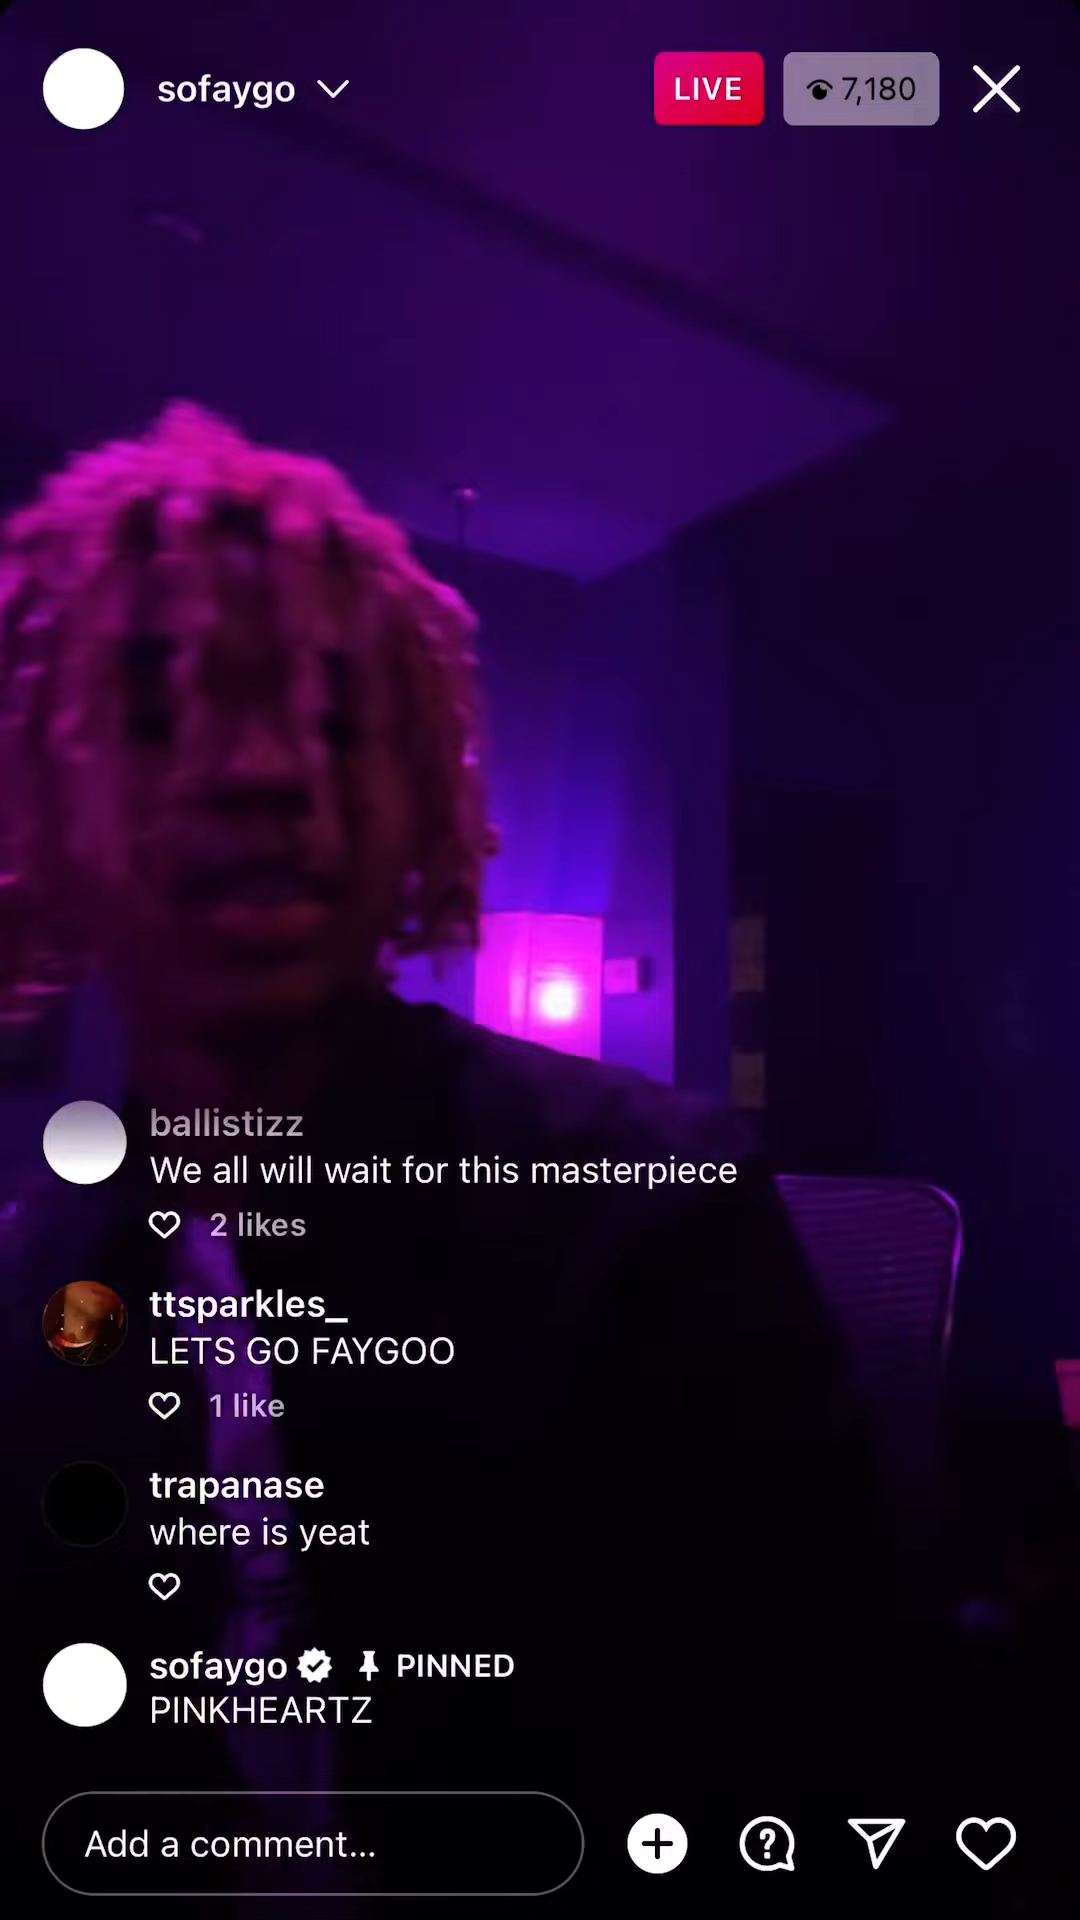 sofaygo
LIVE
7,180
ballistizz
We all will wait for this masterpiece
2 likes
ttsparkles_
LETS GO FAYGOO
1 like
trapanase
where is yeat
sofaygo PINNED
PINKHEARTZ
Add a comment...